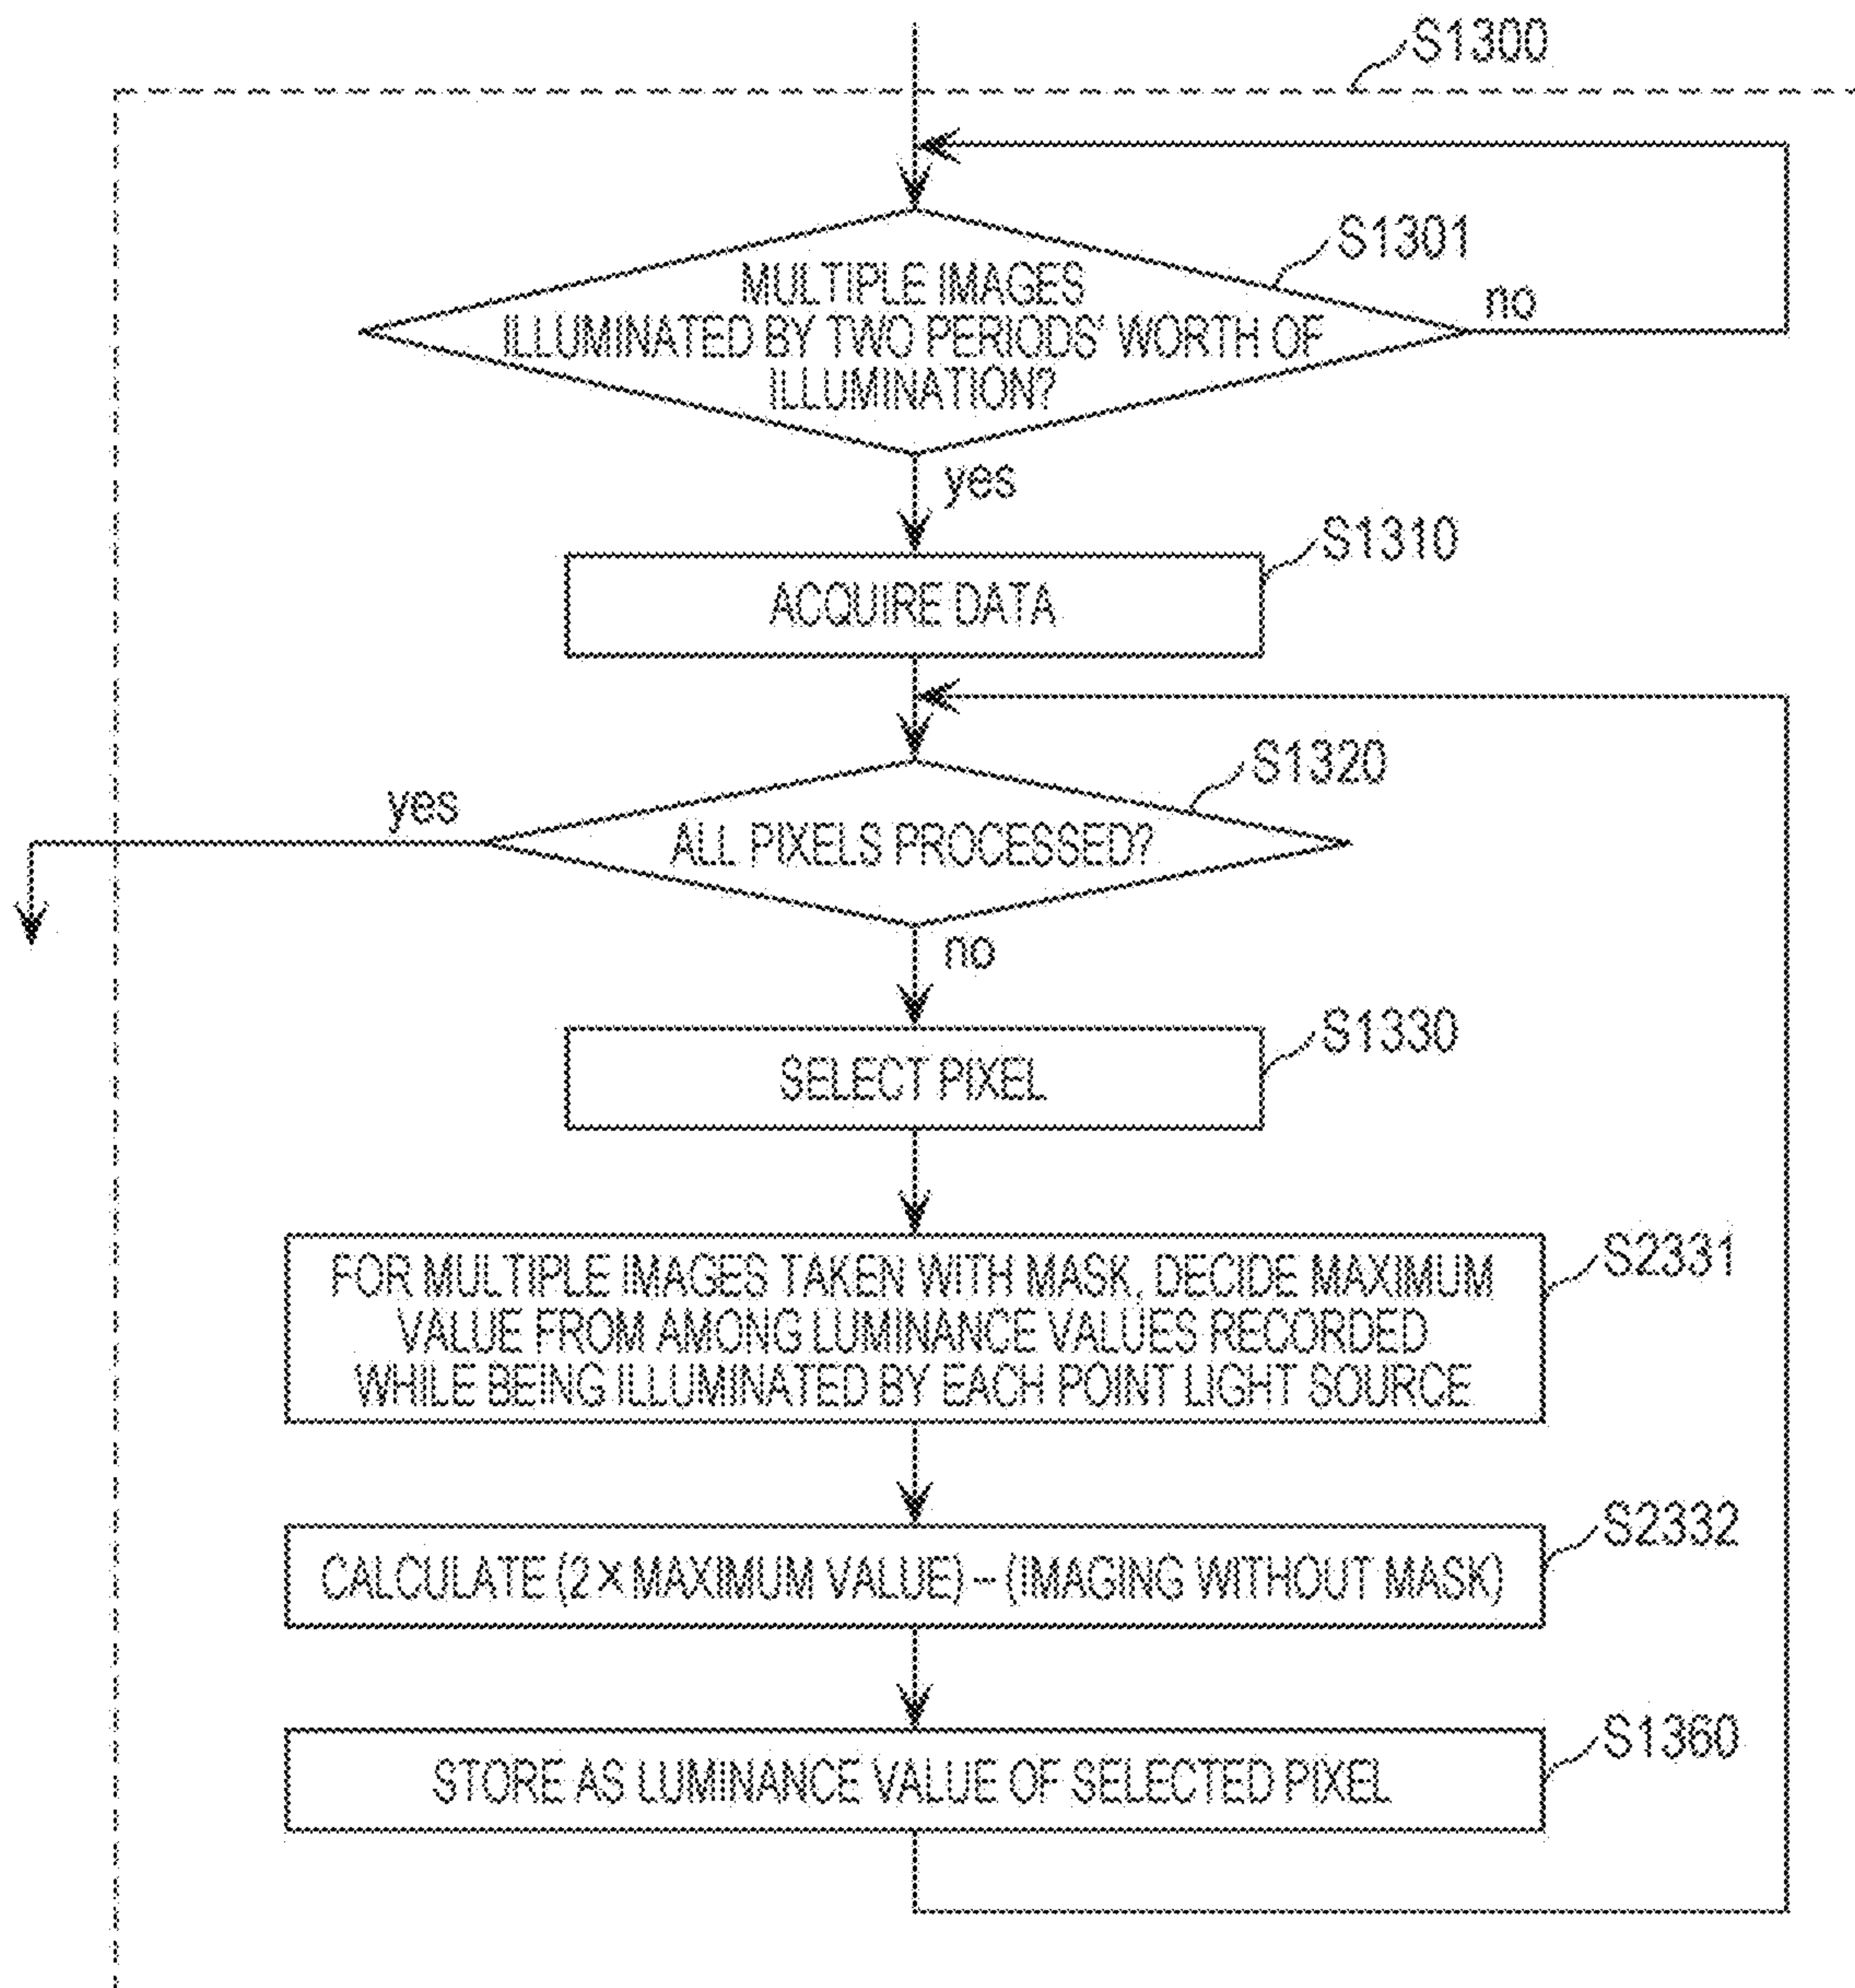 S1300
S1301
MULTIPLE IMAGES
ILLUMINATED BY TWO PERIODS' WORTH OF
ILLUMINATION?
no
yes
S1310
ACQUIRE DATA
S1320
yes
ALL PIXELS PROCESSED?
no
S1330
SELECT PIXEL
S2331
FOR MULTIPLE IMAGES TAKEN WITH MASK, DECIDE MAXIMUM
VALUE FROM AMONG LUMINANCE VALUES RECORDED
WHILE BEING ILLUMINATED BY EACH POINT LIGHT SOURCE
S2332
CALCULATE (2×MAXIMUM VALUE) – (IMAGING WITHOUT MASK)
S1360
STORE AS LUMINANCE VALUE OF SELECTED PIXEL